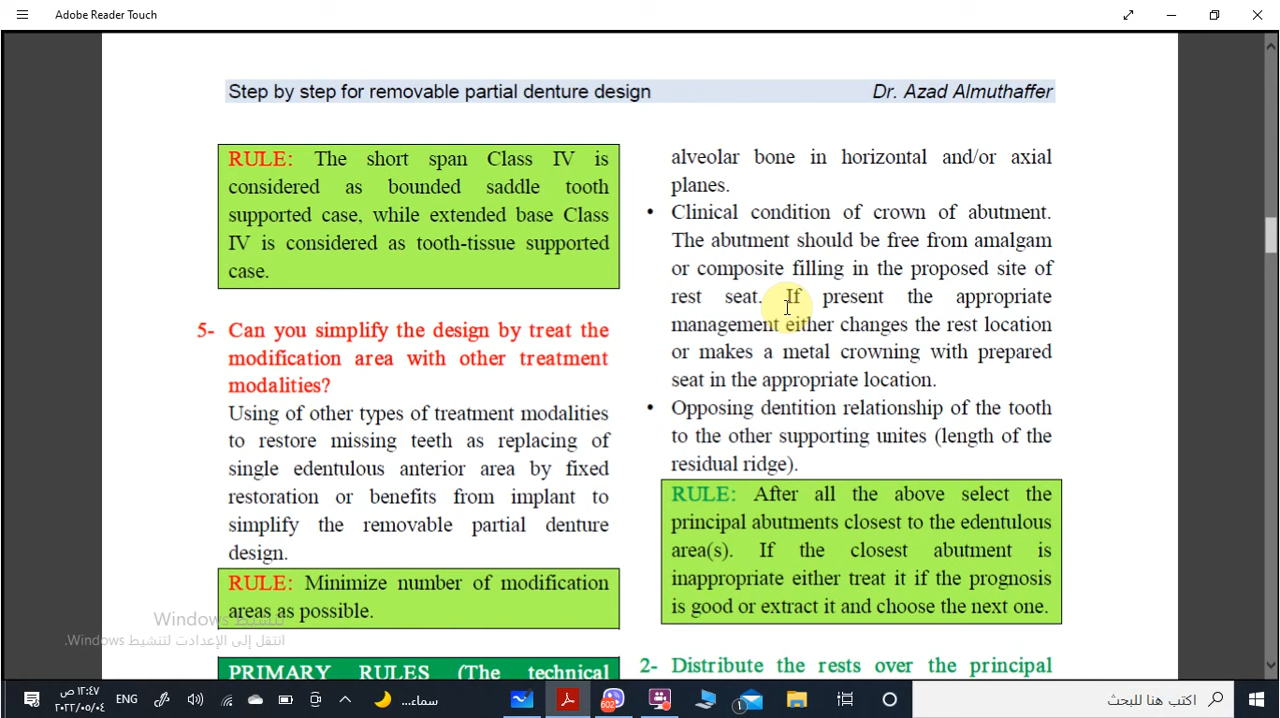 Adobe Reader Touch
Step by step for removable partial denture design
Dr. Azad Almuthaffer
RULE: The short span Class IV is
considered as bounded saddle tooth
supported case, while extended base Class
IV is considered as tooth-tissue supported
case.
5- Can you simplify the design by treat the
modification area with other treatment
modalities?
Using of other types of treatment modalities
to restore missing teeth as replacing of
single edentulous anterior area by fixed
restoration or benefits from implant to
simplify the removable partial denture
design.
RULE: Minimize number of modification
areas as possible.
PRIMARY RULES (The technical
alveolar bone in horizontal and/or axial
planes.
• Clinical condition of crown of abutment.
The abutment should be free from amalgam
or composite filling in the proposed site of
rest seat. If present the appropriate
management either changes the rest location
or makes a metal crowning with prepared
seat in the appropriate location.
• Opposing dentition relationship of the tooth
to the other supporting unites (length of the
residual ridge).
RULE: After all the above select the
principal abutments closest to the edentulous
area(s). If the closest abutment is
inappropriate either treat it if the prognosis
is good or extract it and choose the next one.
2- Distribute the rests over the principal
تنشيط Windows
انتقل إلى الإعدادت لتنشيط Windows.
١٢:٤٧ ص
٢٠٢٢/٠٥/٠٤
ENG
سماء...
602
١
اكتب هنا للبحث